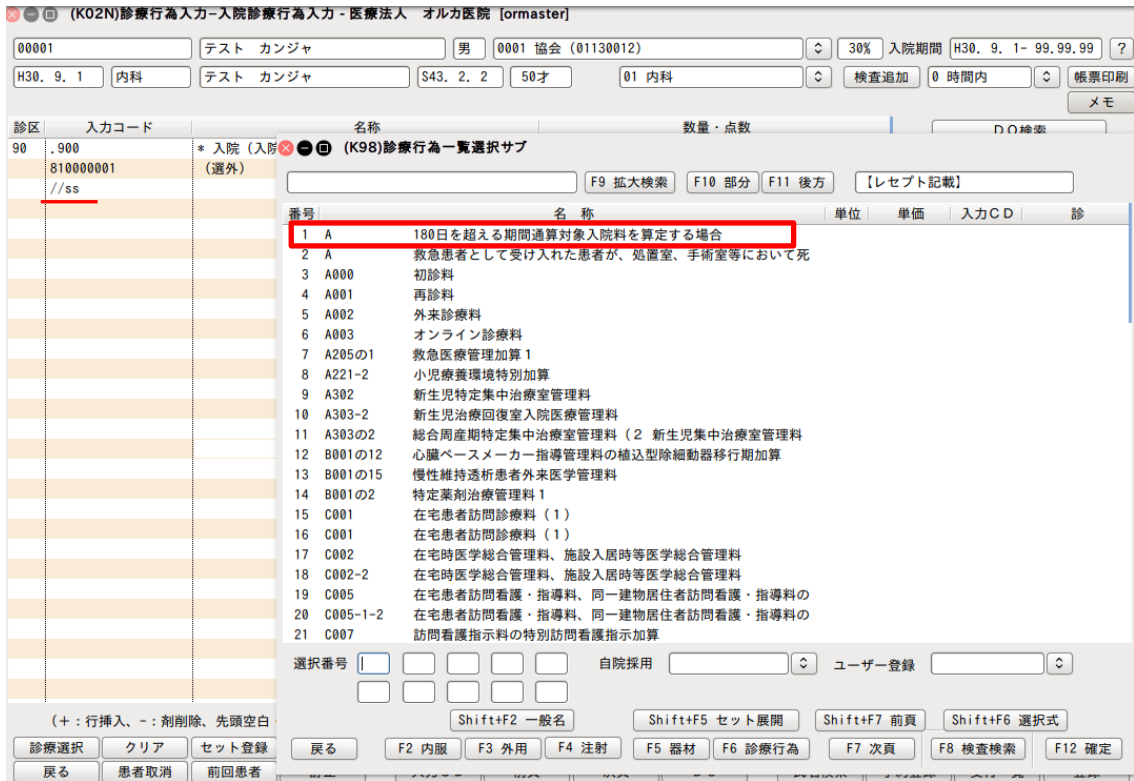 (K02N)診療行為入力-入院診療行為入力 - 医療法人　オルカ医院 [ormaster]
00001 テスト　カンジャ 男 0001 協会 (01130012) 30% 入院期間 H30. 9. 1- 99.99.99 ?
H30. 9. 1 内科 テスト　カンジャ S43. 2. 2 50才 01 内科 検査追加 0 時間内 帳票印刷
メモ
診区 入力コード 名称 数量・点数 DO検索
90 .900 * 入院（入院
810000001 （選外）
//ss
(K98)診療行為一覧選択サブ
F9 拡大検索 F10 部分 F11 後方 【レセプト記載】
番号 名　称 単位 単価 入力CD 診
1 A 180日を超える期間通算対象入院料を算定する場合
2 A 救急患者として受け入れた患者が、処置室、手術室等において死
3 A000 初診料
4 A001 再診料
5 A002 外来診療料
6 A003 オンライン診療料
7 A205の1 救急医療管理加算１
8 A221-2 小児療養環境特別加算
9 A302 新生児特定集中治療室管理料
10 A303-2 新生児治療回復室入院医療管理料
11 A303の2 総合周産期特定集中治療室管理料（２　新生児集中治療室管理料
12 B001の12 心臓ペースメーカー指導管理料の植込型除細動器移行期加算
13 B001の15 慢性維持透析患者外来医学管理料
14 B001の2 特定薬剤治療管理料１
15 C001 在宅患者訪問診療料（１）
16 C001 在宅患者訪問診療料（１）
17 C002 在宅時医学総合管理料、施設入居時等医学総合管理料
18 C002-2 在宅時医学総合管理料、施設入居時等医学総合管理料
19 C005 在宅患者訪問看護・指導料、同一建物居住者訪問看護・指導料の
20 C005-1-2 在宅患者訪問看護・指導料、同一建物居住者訪問看護・指導料の
21 C007 訪問看護指示料の特別訪問看護指示加算
選択番号 自院採用 ユーザー登録
(+：行挿入、-：剤削除、先頭空白
Shift+F2 一般名 Shift+F5 セット展開 Shift+F7 前頁 Shift+F6 選択式
診療選択 クリア セット登録 戻る F2 内服 F3 外用 F4 注射 F5 器材 F6 診療行為 F7 次頁 F8 検査検索 F12 確定
戻る 患者取消 前回患者